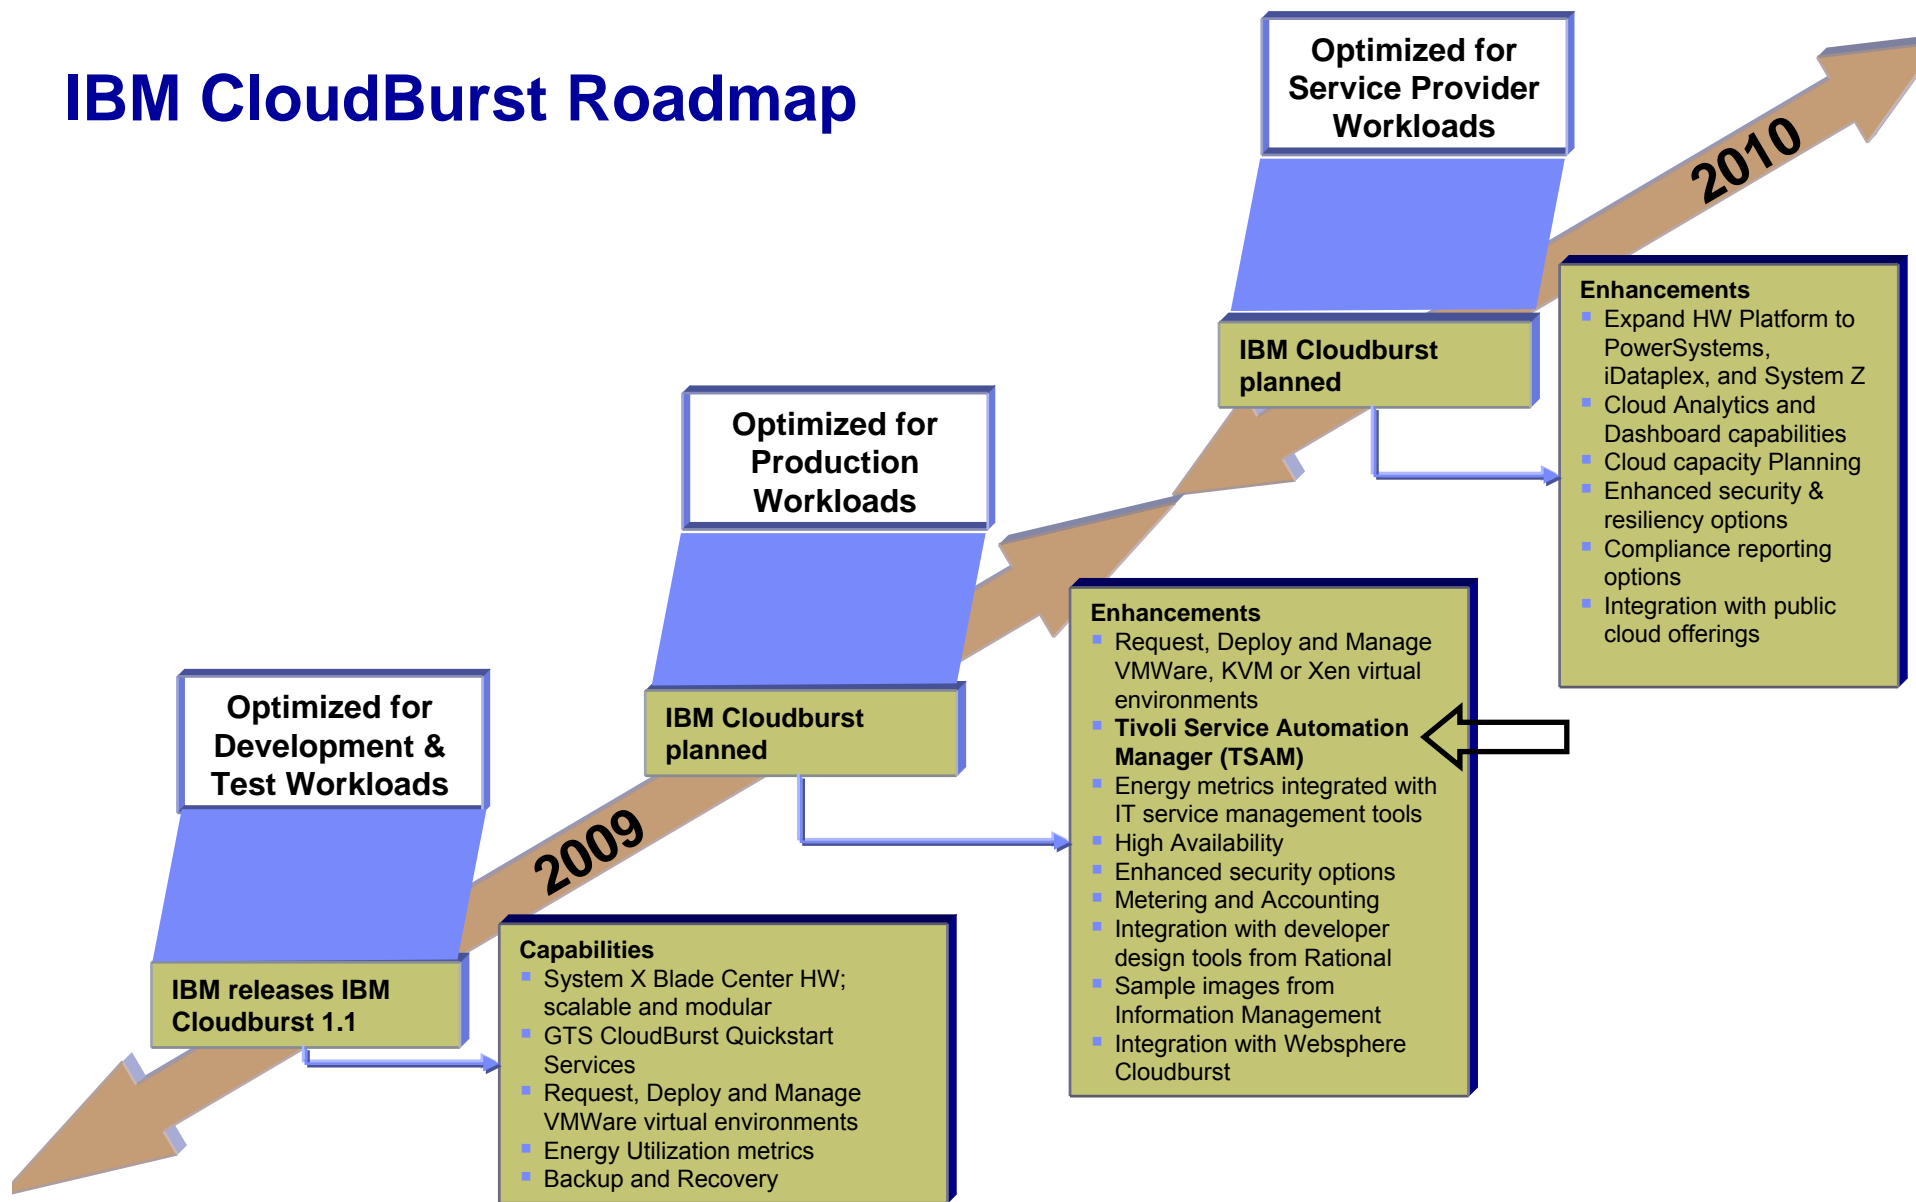 IBM CloudBurst Roadmap
Optimized for
Service Provider
Workloads
2010
IBM Cloudburst
planned
Enhancements
Expand HW Platform to
PowerSystems,
iDataplex, and System Z
Cloud Analytics and
Dashboard capabilities
Cloud capacity Planning
Enhanced security &
resiliency options
Compliance reporting
options
Integration with public
cloud offerings
Optimized for
Production
Workloads
IBM Cloudburst
planned
Enhancements
Request, Deploy and Manage
VMWare, KVM or Xen virtual
environments
Tivoli Service Automation
Manager (TSAM)
Energy metrics integrated with
IT service management tools
High Availability
Enhanced security options
Metering and Accounting
Integration with developer
design tools from Rational
Sample images from
Information Management
Integration with Websphere
Cloudburst
Optimized for
Development &
Test Workloads
2009
IBM releases IBM
Cloudburst 1.1
Capabilities
System X Blade Center HW;
scalable and modular
GTS CloudBurst Quickstart
Services
Request, Deploy and Manage
VMWare virtual environments
Energy Utilization metrics
Backup and Recovery